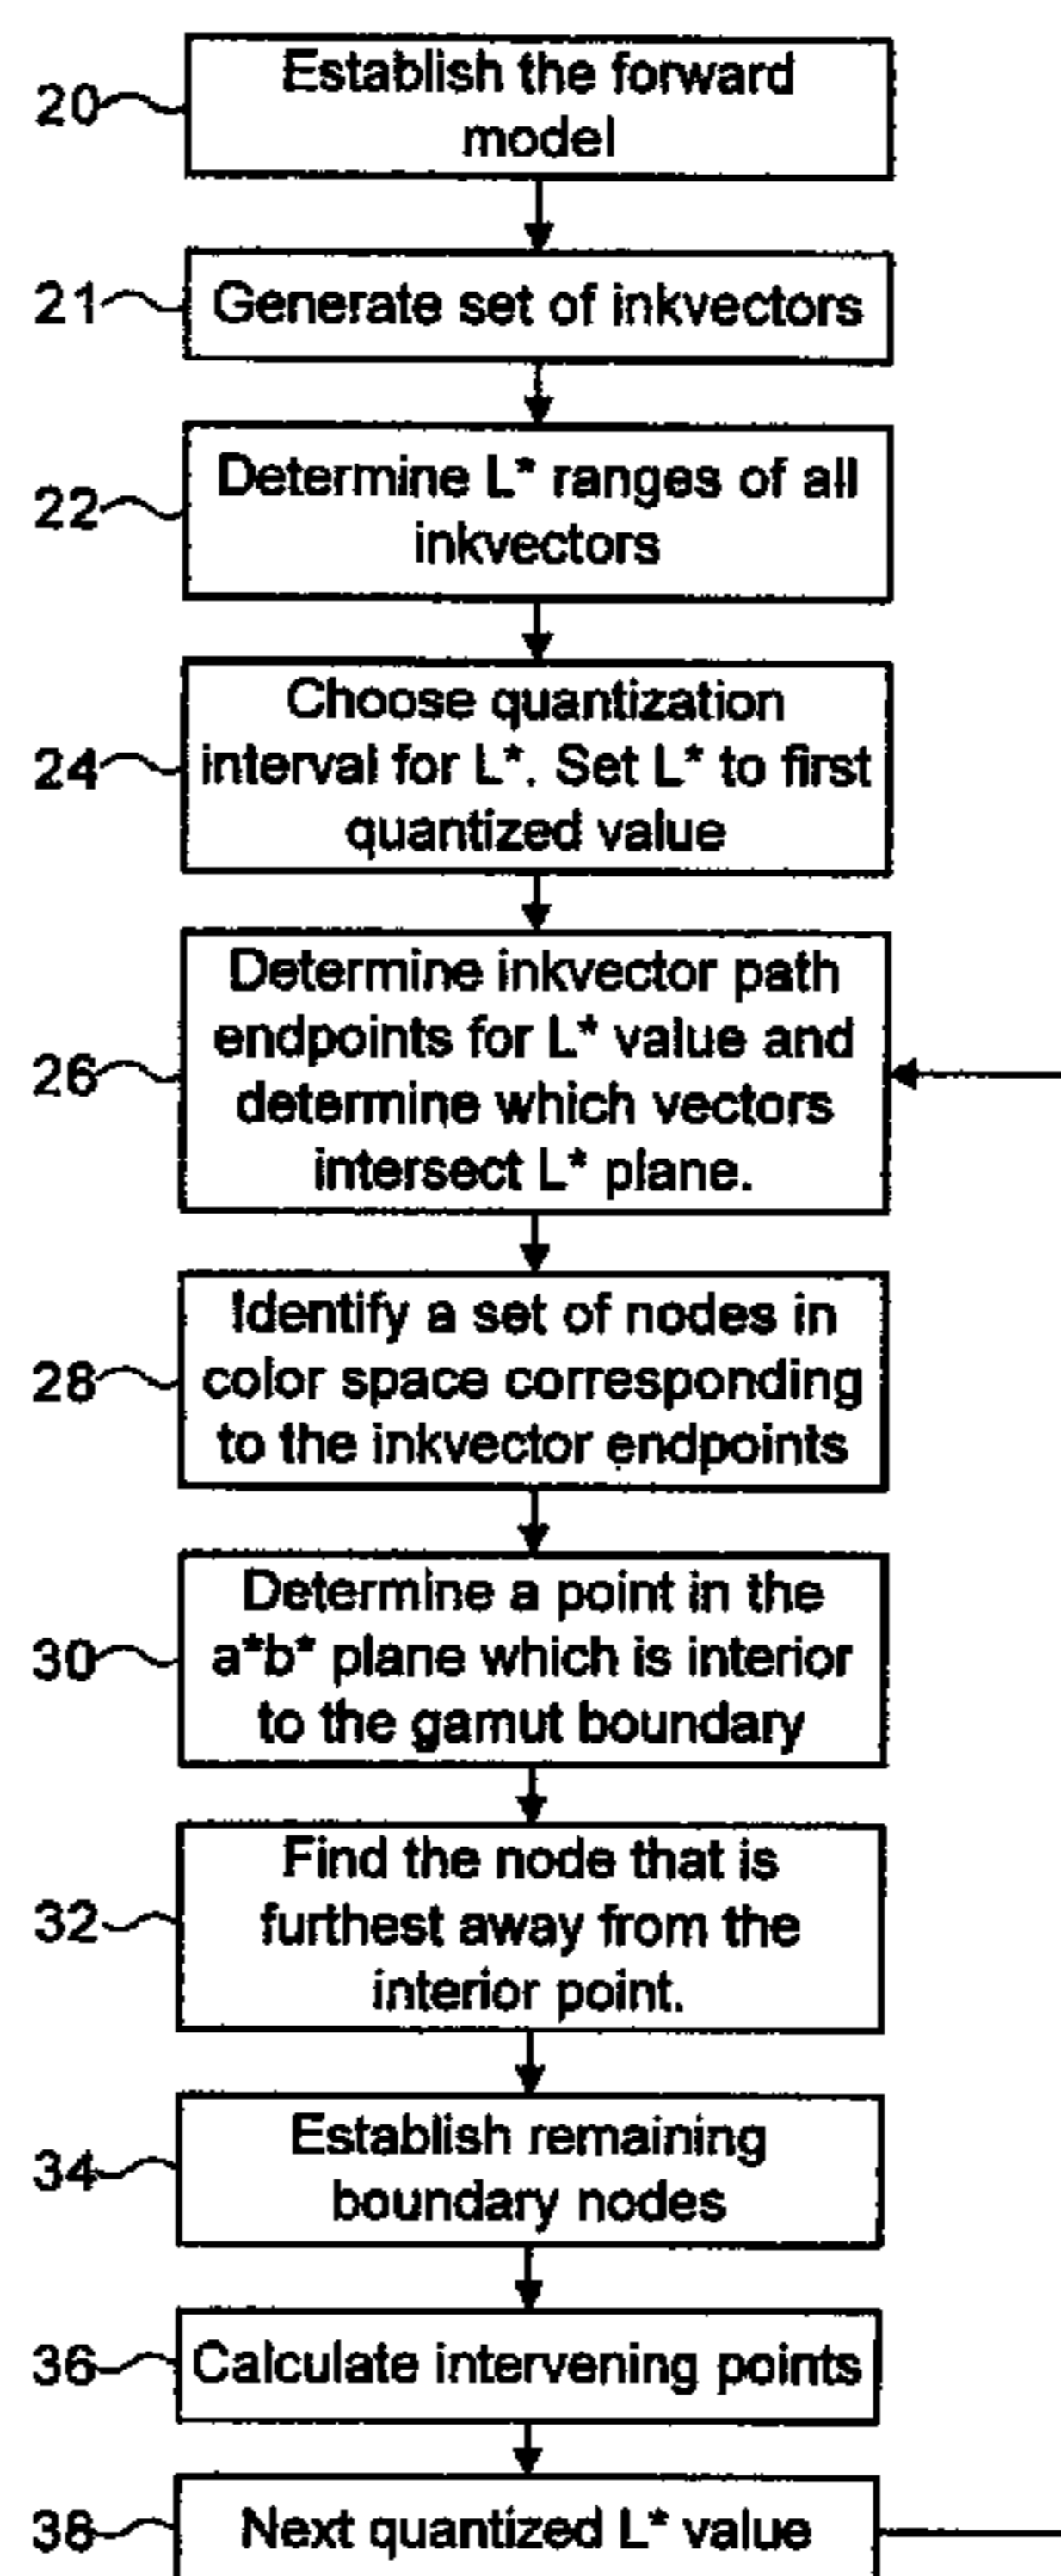 20
Establish the forward
model
21
Generate set of inkvectors
22
Determine L* ranges of all
inkvectors
24
Choose quantization
interval for L*. Set L* to first
quantized value
26
Determine inkvector path
endpoints for L* value and
determine which vectors
intersect L* plane.
28
Identify a set of nodes in
color space corresponding
to the inkvector endpoints
30
Determine a point in the
a*b* plane which is interior
to the gamut boundary
32
Find the node that is
furthest away from the
interior point.
34
Establish remaining
boundary nodes
36
Calculate intervening points
38
Next quantized L* value